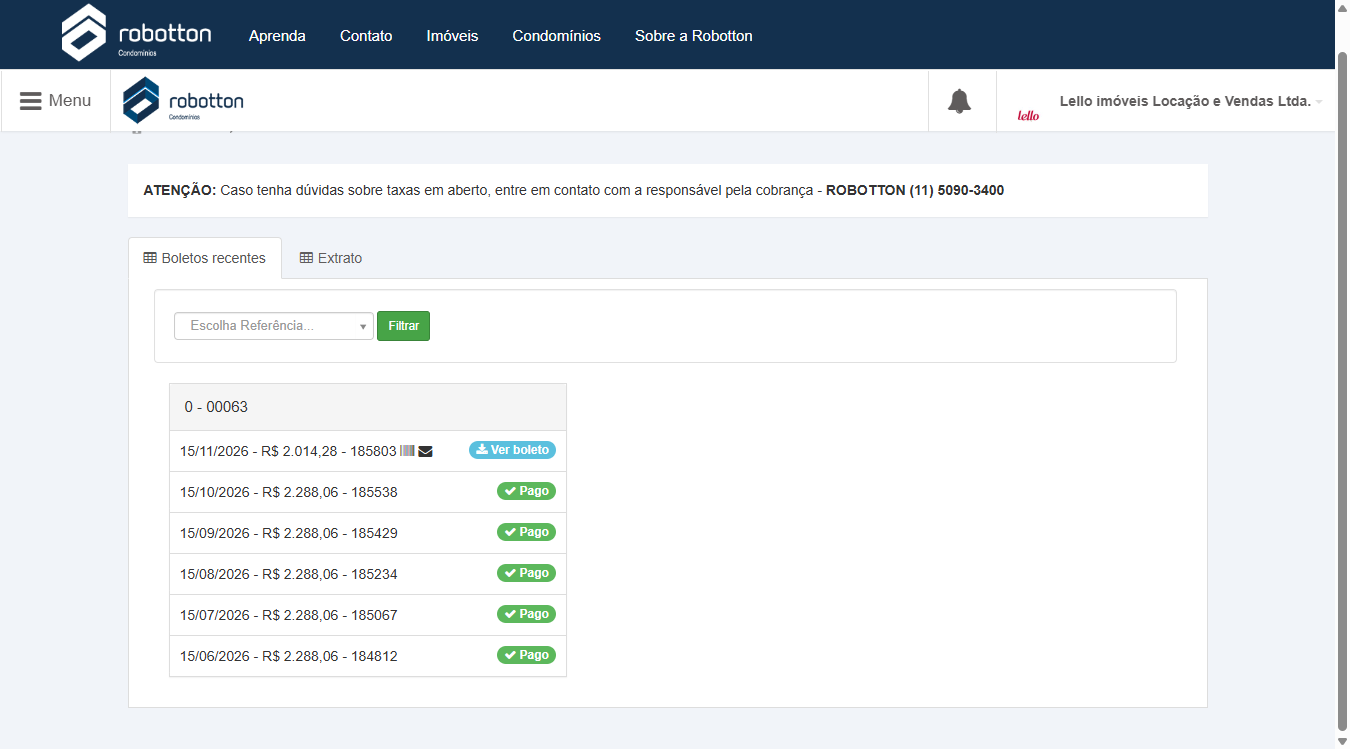 robotton
Condomínios
Aprenda
Contato
Imóveis
Condomínios
Sobre a Robotton
Menu
robotton
Condomínios
lello
Lello imóveis Locação e Vendas Ltda.
ATENÇÃO: Caso tenha dúvidas sobre taxas em aberto, entre em contato com a responsável pela cobrança - ROBOTTON (11) 5090-3400
Boletos recentes
Extrato
Escolha Referência...
Filtrar
0 - 00063
15/11/2026 - R$ 2.014,28 - 185803 Ver boleto
15/10/2026 - R$ 2.288,06 - 185538 Pago
15/09/2026 - R$ 2.288,06 - 185429 Pago
15/08/2026 - R$ 2.288,06 - 185234 Pago
15/07/2026 - R$ 2.288,06 - 185067 Pago
15/06/2026 - R$ 2.288,06 - 184812 Pago